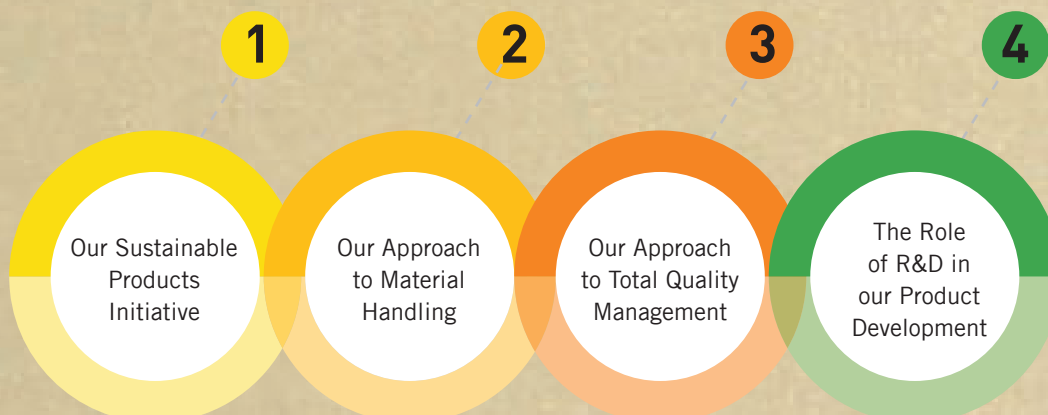 1
2
3
4
Our Sustainable
Products
Initiative
Our Approach
to Material
Handling
Our Approach
to Total Quality
Management
The Role
of R&D in
our Product
Development